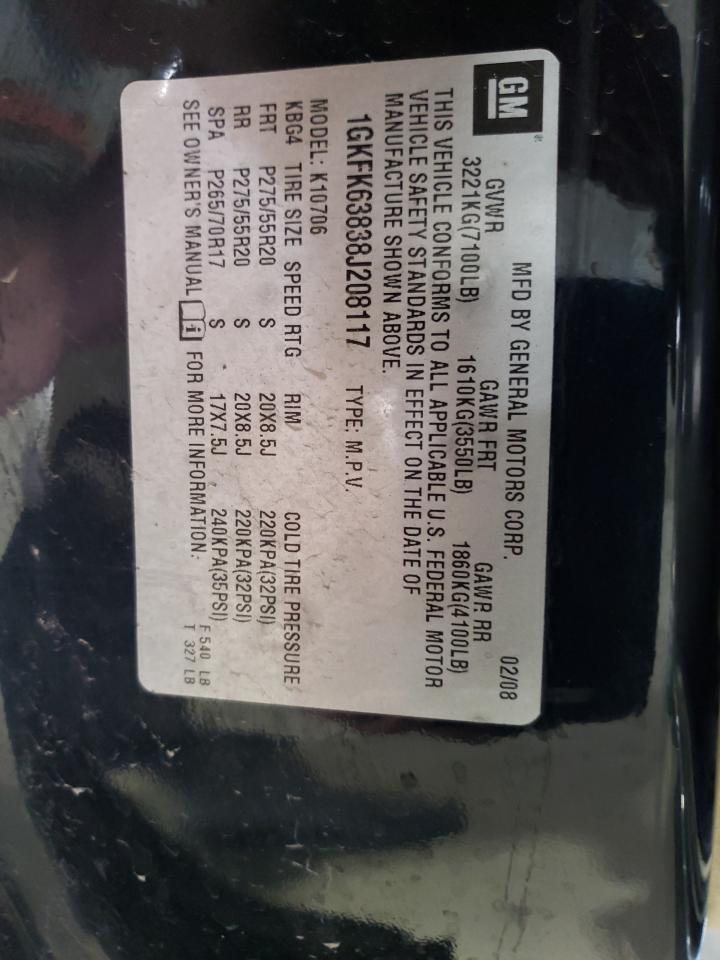 GM
MFD BY GENERAL MOTORS CORP. 02/08
GVWR GAWR FRT GAWR RR
3221KG(7100LB) 1610KG(3550LB) 1860KG(4100LB)
THIS VEHICLE CONFORMS TO ALL APPLICABLE U.S. FEDERAL MOTOR
VEHICLE SAFETY STANDARDS IN EFFECT ON THE DATE OF
MANUFACTURE SHOWN ABOVE.
1GKFK63838J208117 TYPE: M.P.V.
MODEL: K10706
KBG4 TIRE SIZE SPEED RTG RIM COLD TIRE PRESSURE
FRT P275/55R20 S 20X8.5J 220KPA(32PSI)
RR P275/55R20 S 20X8.5J 220KPA(32PSI)
SPA P265/70R17 S 17X7.5J 240KPA(35PSI)
SEE OWNER'S MANUAL FOR MORE INFORMATION. F 540 LB
T 327 LB